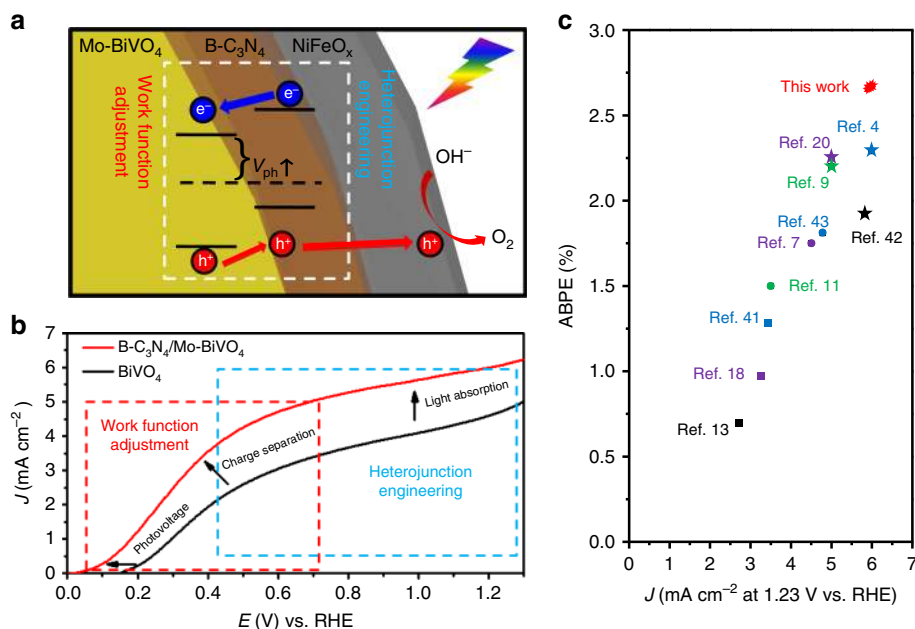 a
Mo-BiVO₄
B-C₃N₄
NiFeOₓ
Work function
adjustment
Heterojunction
engineering
e⁻
e⁻
Vₚₕ↑
OH⁻
O₂
h⁺
h⁺
h⁺
b
B-C₃N₄/Mo-BiVO₄
BiVO₄
Work function
adjustment
Photovoltage
Charge separation
Light absorption
Heterojunction
engineering
7
6
5
4
3
2
1
0
J (mA cm⁻²)
0.0 0.2 0.4 0.6 0.8 1.0 1.2
E (V) vs. RHE
c
3.0
2.5
2.0
1.5
1.0
0.5
0.0
ABPE (%)
This work
Ref. 4
Ref. 20
Ref. 9
Ref. 43
Ref. 42
Ref. 7
Ref. 11
Ref. 41
Ref. 18
Ref. 13
0 1 2 3 4 5 6 7
J (mA cm⁻² at 1.23 V vs. RHE)